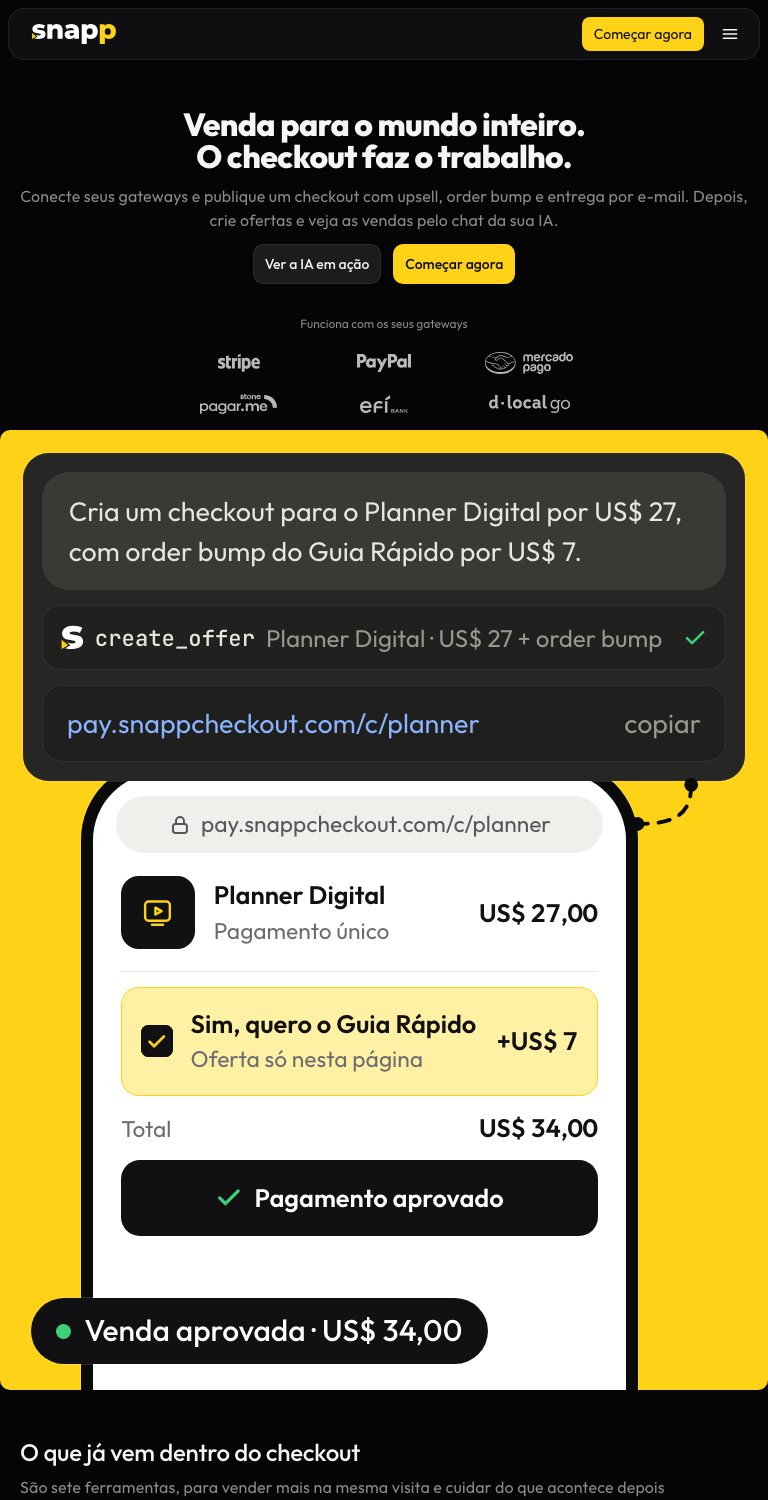 snapp
Começar agora
Venda para o mundo inteiro.
O checkout faz o trabalho.
Conecte seus gateways e publique um checkout com upsell, order bump e entrega por e-mail. Depois,
crie ofertas e veja as vendas pelo chat da sua IA.
Ver a IA em ação
Começar agora
Funciona com os seus gateways
stripe
PayPal
mercado
pago
stone
pagar.me
efí BANK
d·local go
Cria um checkout para o Planner Digital por US$ 27,
com order bump do Guia Rápido por US$ 7.
S create_offer Planner Digital · US$ 27 + order bump
pay.snappcheckout.com/c/planner copiar
pay.snappcheckout.com/c/planner
Planner Digital
Pagamento único
US$ 27,00
Sim, quero o Guia Rápido
Oferta só nesta página
+US$ 7
Total US$ 34,00
Pagamento aprovado
Venda aprovada · US$ 34,00
O que já vem dentro do checkout
São sete ferramentas, para vender mais na mesma visita e cuidar do que acontece depois